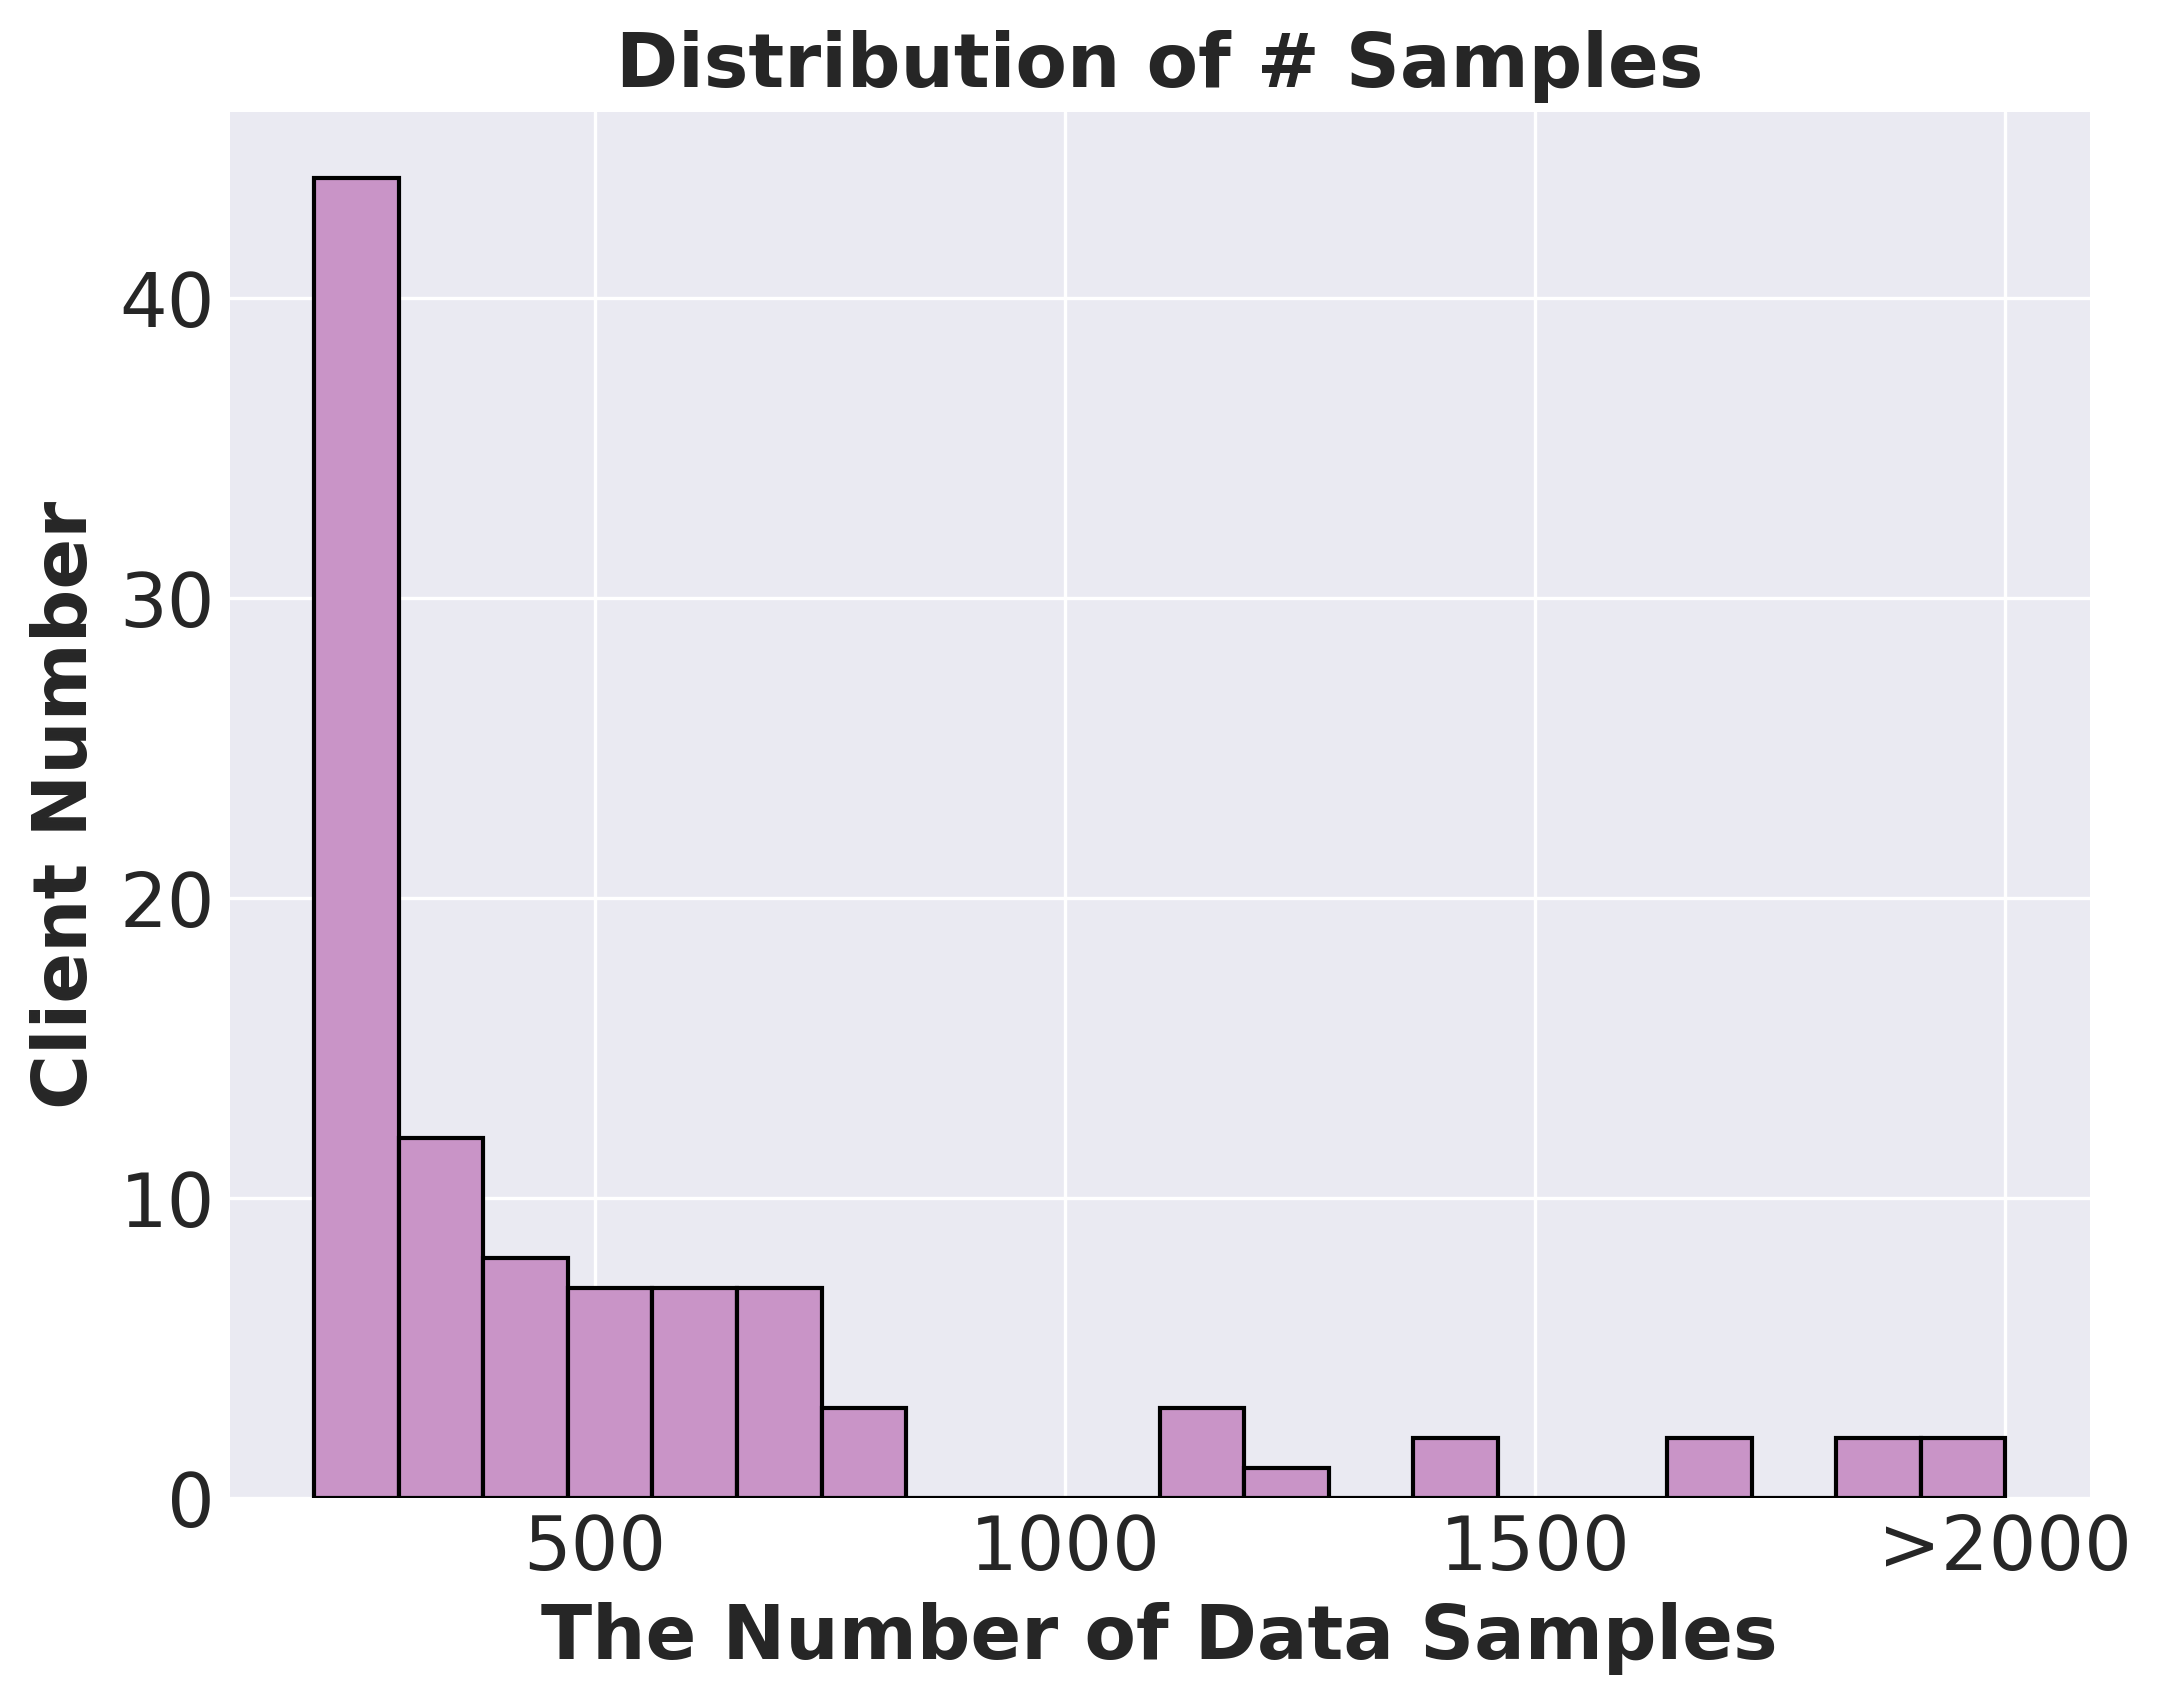 Distribution of # Samples
Client Number
40
30
20
10
0
500 1000 1500 >2000
The Number of Data Samples